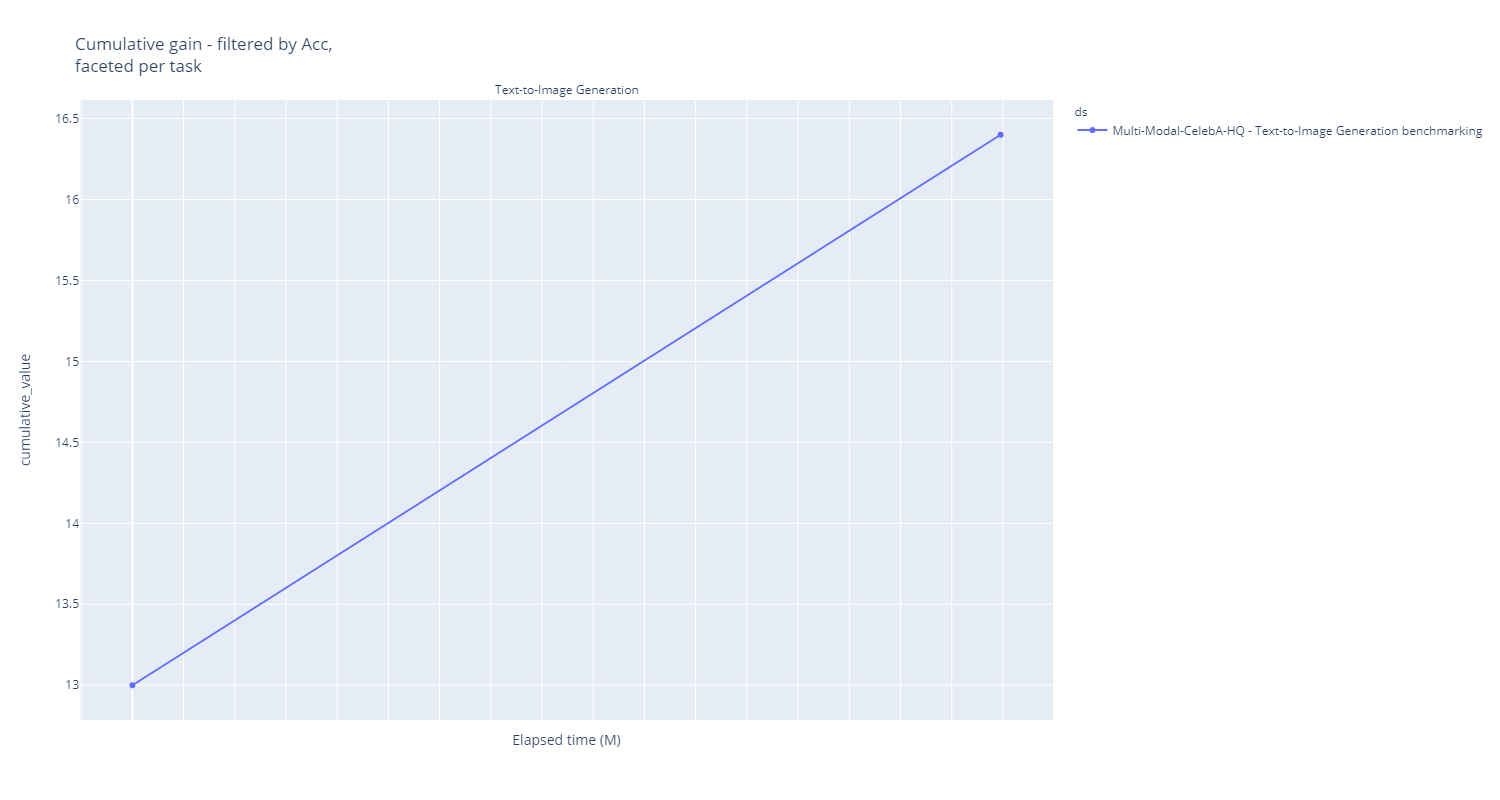 Cumulative gain - filtered by Acc,
faceted per task
Text-to-Image Generation
ds
Multi-Modal-CelebA-HQ - Text-to-Image Generation benchmarking
16.5
16
15.5
15
14.5
14
13.5
13
cumulative_value
Elapsed time (M)